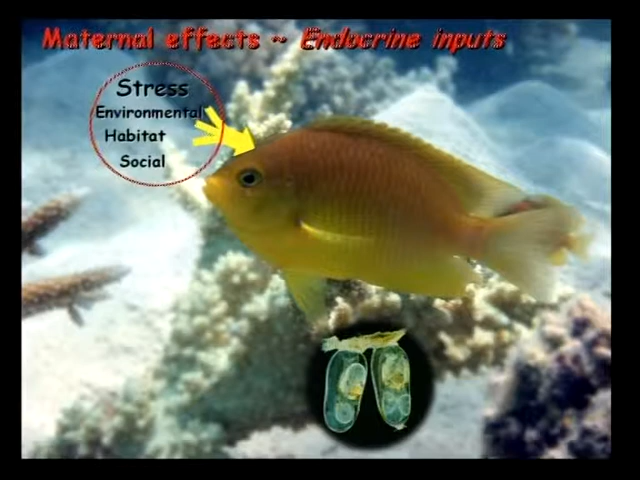 Maternal effects ~ Endocrine inputs
Stress
Environmental
Habitat
Social